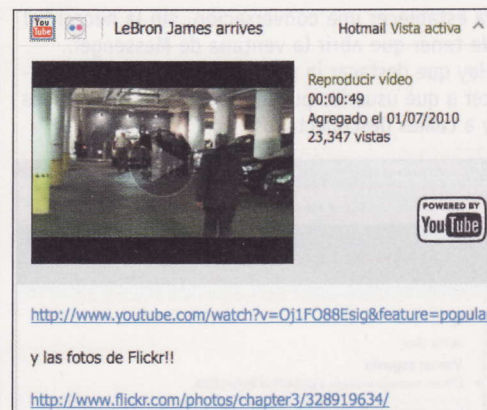 You Tube LeBron James arrives Hotmail Vista activa
Reproducir vídeo
00:00:49
Agregado el 01/07/2010
23,347 vistas
POWERED BY
YouTube
http://www.youtube.com/watch?v=Oj1FO88Esig&feature=popula
y las fotos de Flickr!!
http://www.flickr.com/photos/chapter3/328919634/